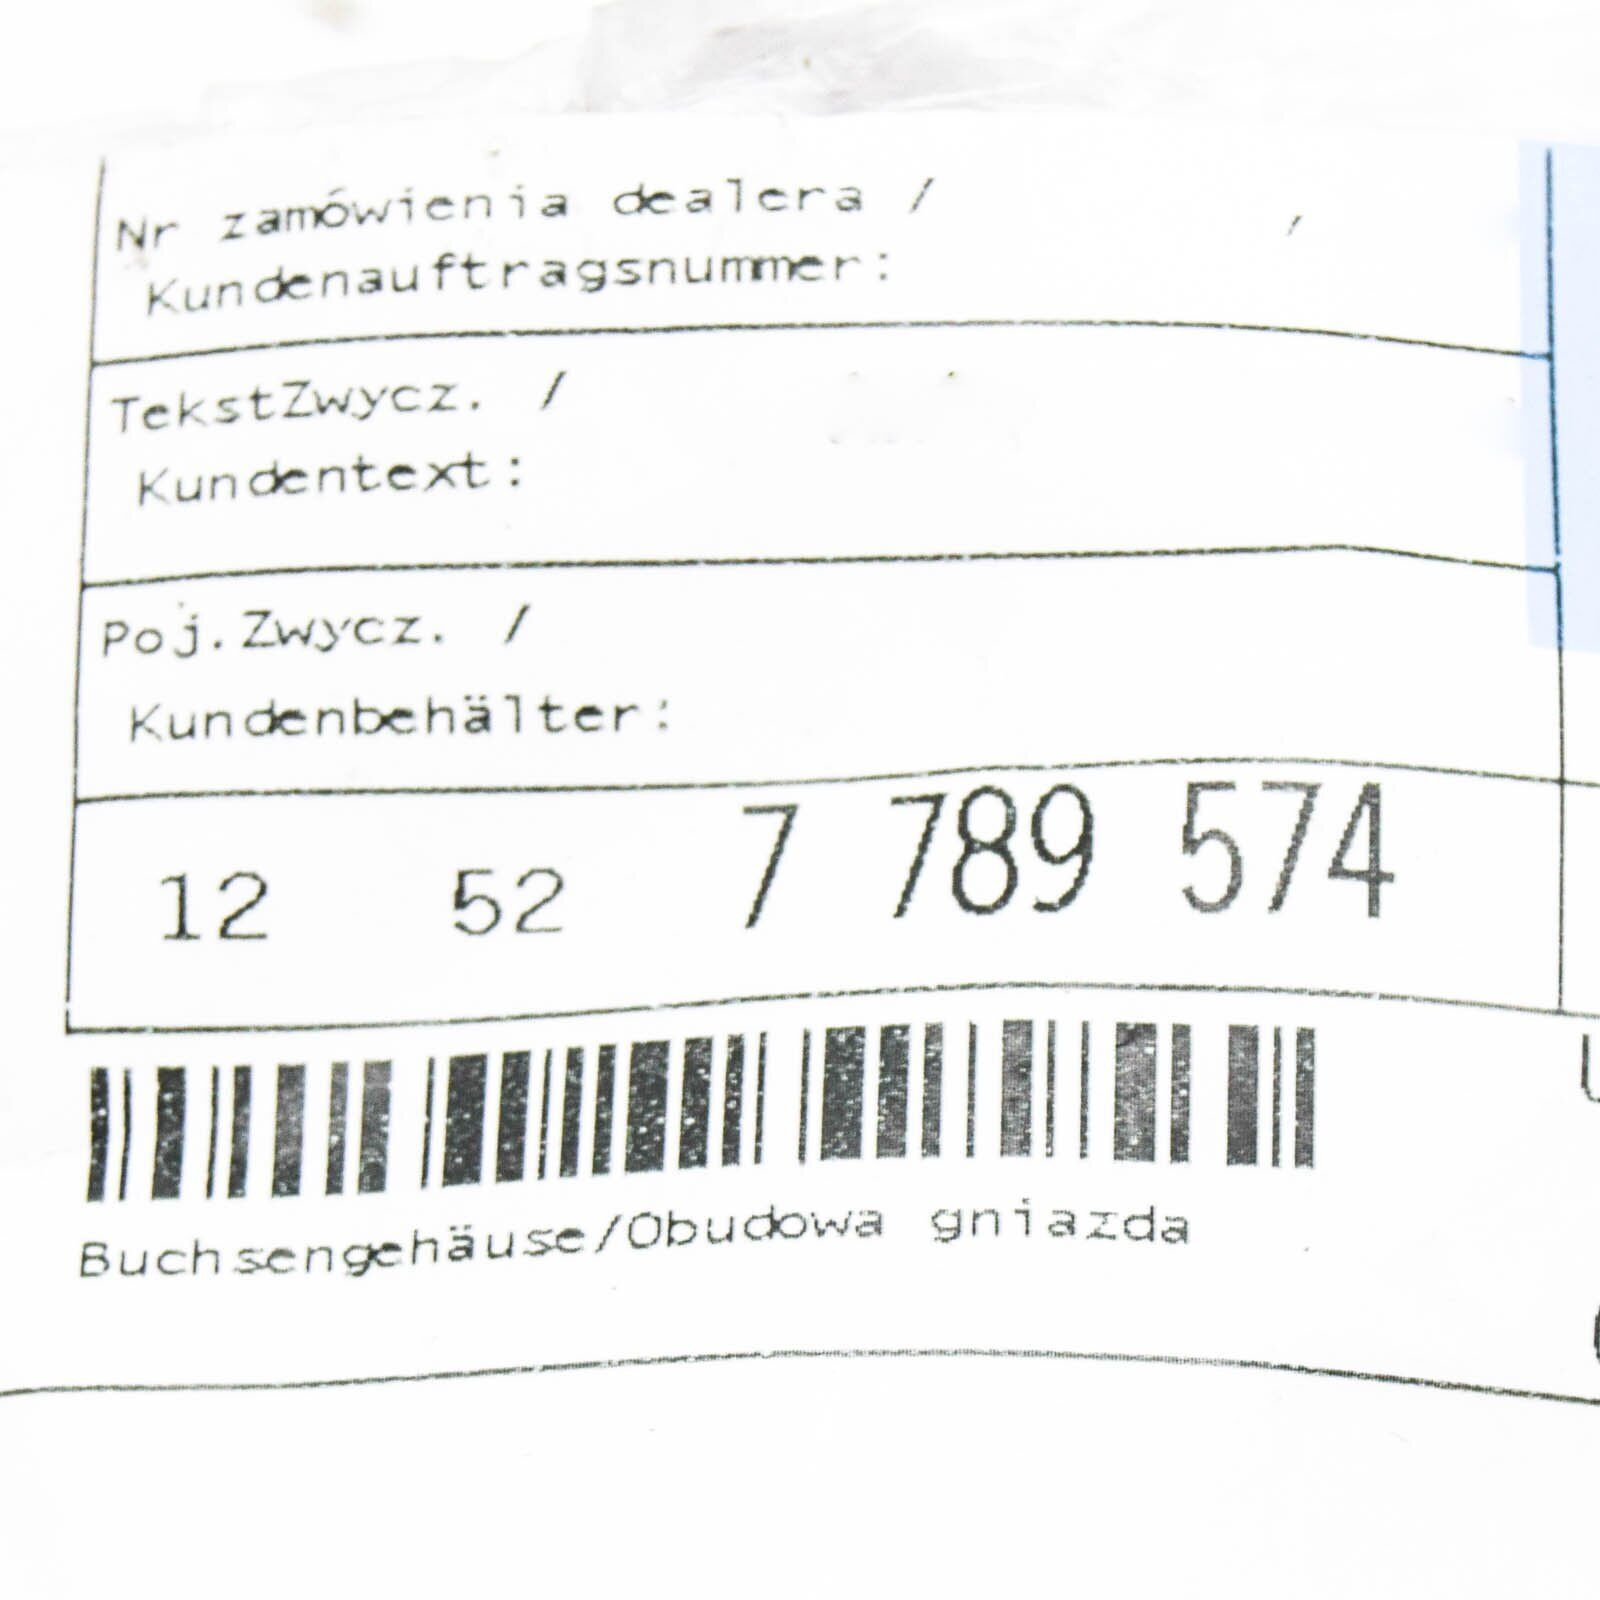 Nr zamówienia dealera /
Kundenauftragsnummer:
TekstZwycz. /
Kundentext:
Poj.Zwycz. /
Kundenbehälter:
12 52 7 789 574
Buchsengehäuse/Obudowa gniazda